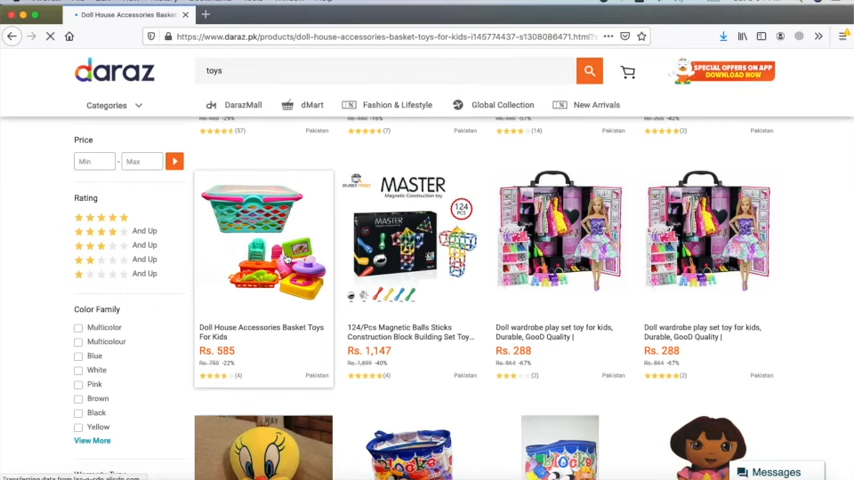 Doll House Accessories Basket
https://www.daraz.pk/products/doll-house-accessories-basket-toys-for-kids-i145774437-s1308086471.html?
daraz
toys
SPECIAL OFFERS ON APP
DOWNLOAD NOW
Categories
DarazMall
dMart
Fashion & Lifestyle
Global Collection
New Arrivals
(57)
Pakistan
(7)
Pakistan
(14)
Pakistan
(2)
Pakistan
Price
Min
-
Max
Rating
And Up
And Up
And Up
And Up
Color Family
Multicolor
Multicolour
Blue
White
Pink
Brown
Black
Yellow
View More
MASTER
Magnetic Construction toy
124
PCS
MASTER
Doll House Accessories Basket Toys
For Kids
Rs. 585
Rs. 750 -22%
(4)
Pakistan
124/Pcs Magnetic Balls Sticks
Construction Block Building Set Toy...
Rs. 1,147
Rs. 1,899 -40%
(4)
Pakistan
Doll wardrobe play set toy for kids,
Durable, GooD Quality |
Rs. 288
Rs. 864 -67%
(2)
Pakistan
Doll wardrobe play set toy for kids,
Durable, GooD Quality |
Rs. 288
Rs. 864 -67%
(2)
Pakistan
Blocks
Blocks
Messages